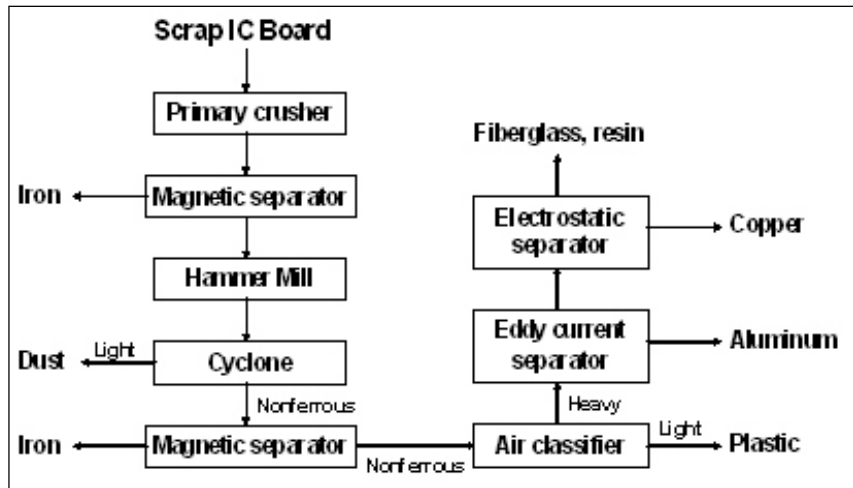 Scrap IC Board
Primary crusher
Iron
Magnetic separator
Hammer Mill
Dust
Light
Cyclone
Nonferrous
Iron
Magnetic separator
Nonferrous
Air classifier
Light
Plastic
Heavy
Eddy current
separator
Aluminum
Electrostatic
separator
Copper
Fiberglass, resin